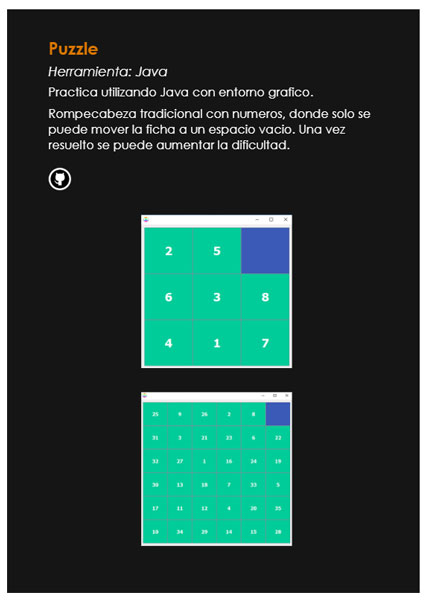 Puzzle
Herramienta: Java
Practica utilizando Java con entorno grafico.
Rompecabeza tradicional con numeros, donde solo se
puede mover la ficha a un espacio vacio. Una vez
resuelto se puede aumentar la dificultad.
2 5
6 3 8
4 1 7
25 9 26 2 8
31 3 21 23 6 22
32 27 1 16 24 19
30 13 18 7 33 5
17 11 12 4 20 35
10 34 29 14 15 28